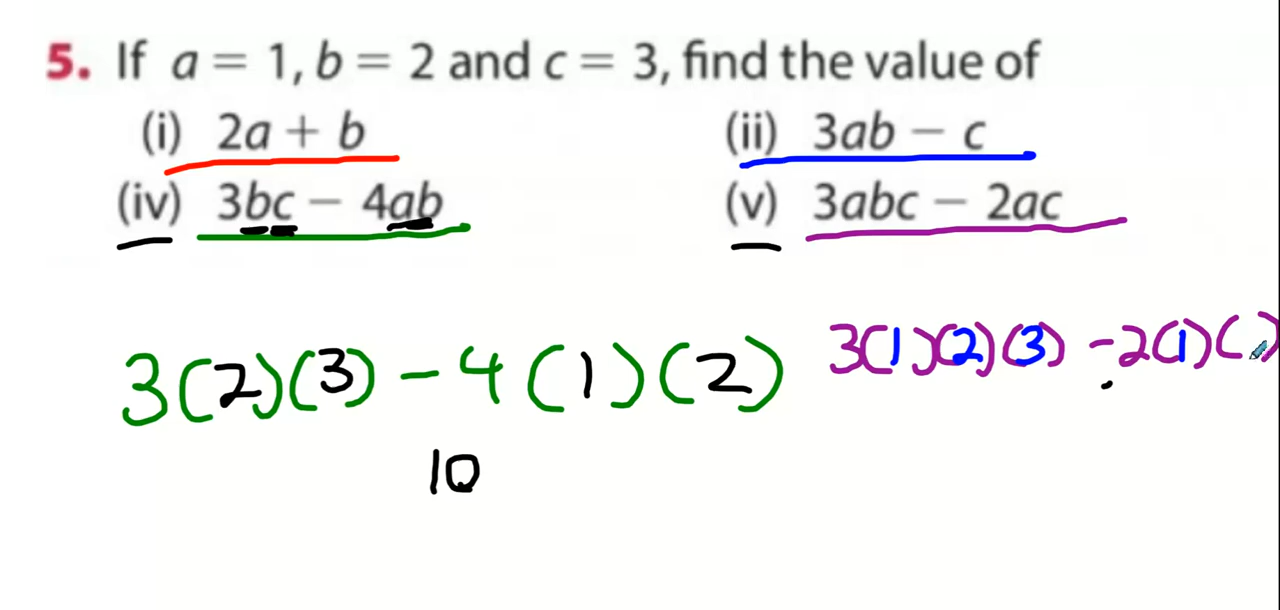 5. If a = 1, b = 2 and c = 3, find the value of
(i) 2a + b (ii) 3ab − c
(iv) 3bc − 4ab (v) 3abc − 2ac
3(2)(3) − 4(1)(2) 3(1)(2)(3) − 2(1)( )
10